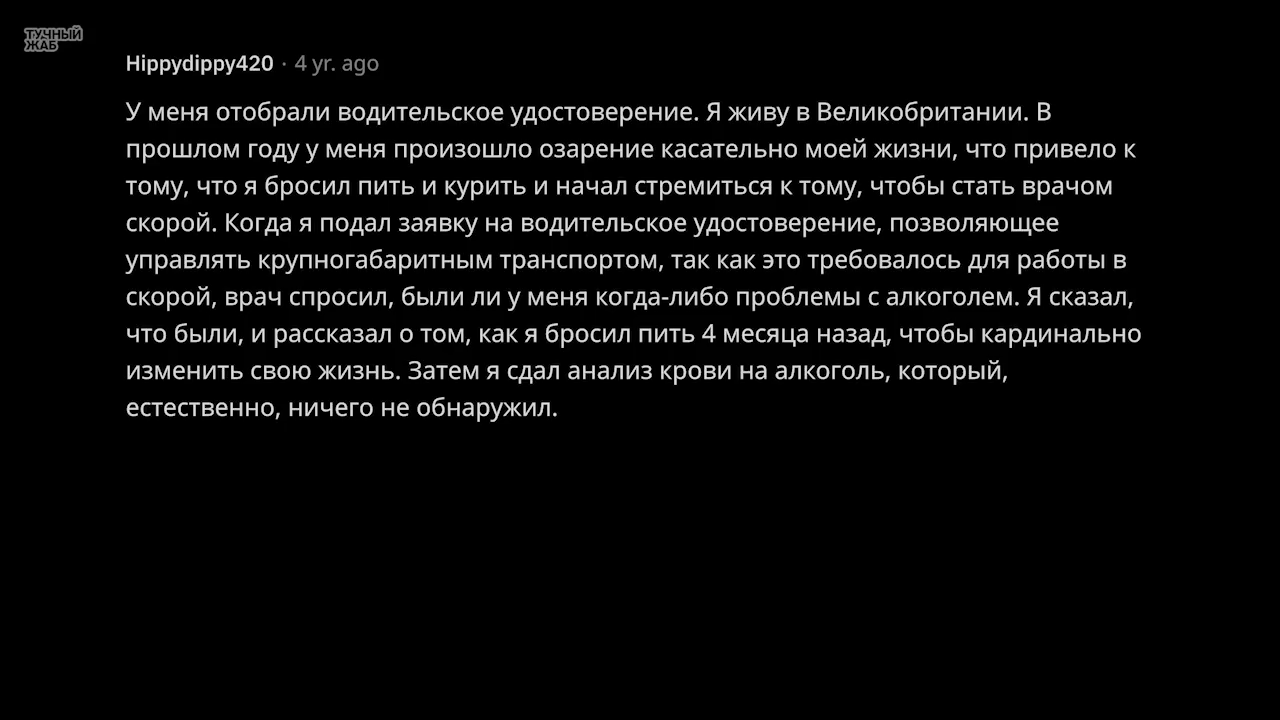 ТУЧНЫЙ
ЖАБ
Hippydippy420 · 4 yr. ago
У меня отобрали водительское удостоверение. Я живу в Великобритании. В
прошлом году у меня произошло озарение касательно моей жизни, что привело к
тому, что я бросил пить и курить и начал стремиться к тому, чтобы стать врачом
скорой. Когда я подал заявку на водительское удостоверение, позволяющее
управлять крупногабаритным транспортом, так как это требовалось для работы в
скорой, врач спросил, были ли у меня когда-либо проблемы с алкоголем. Я сказал,
что были, и рассказал о том, как я бросил пить 4 месяца назад, чтобы кардинально
изменить свою жизнь. Затем я сдал анализ крови на алкоголь, который,
естественно, ничего не обнаружил.